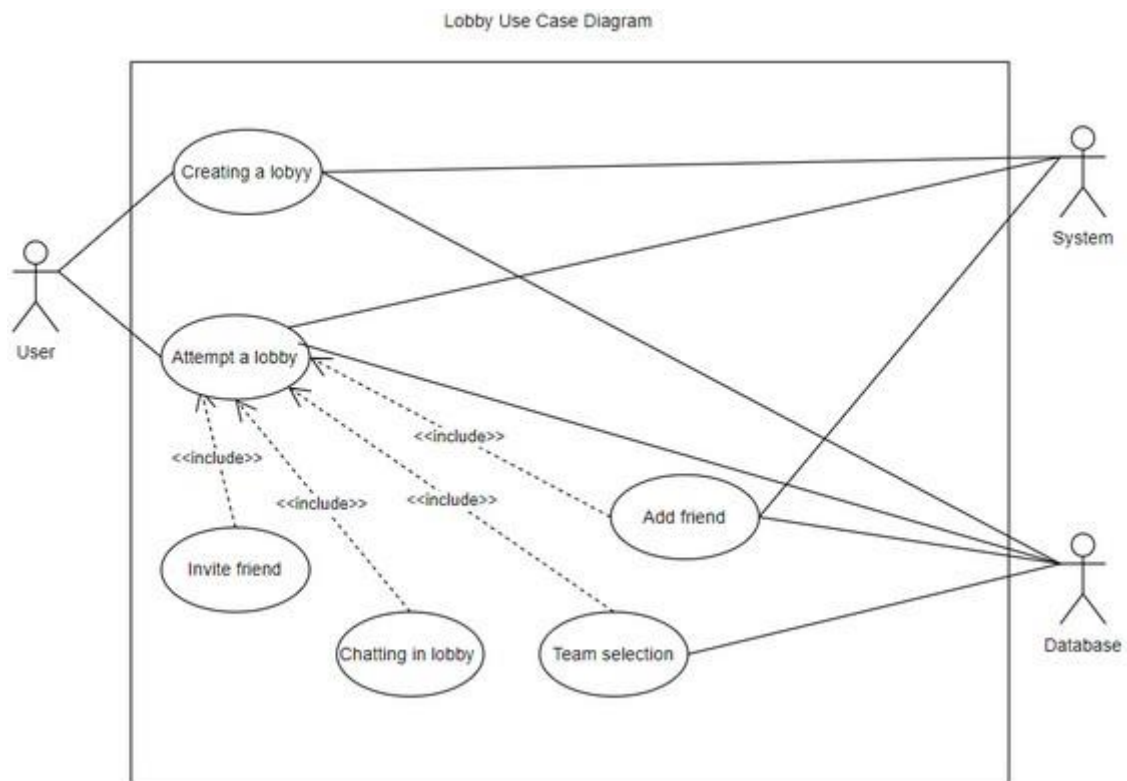 Lobby Use Case Diagram
Creating a lobyy
System
User
Attempt a lobby
<<include>>
<<include>>
<<include>>
<<include>>
Add friend
Invite friend
Chatting in lobby
Team selection
Database